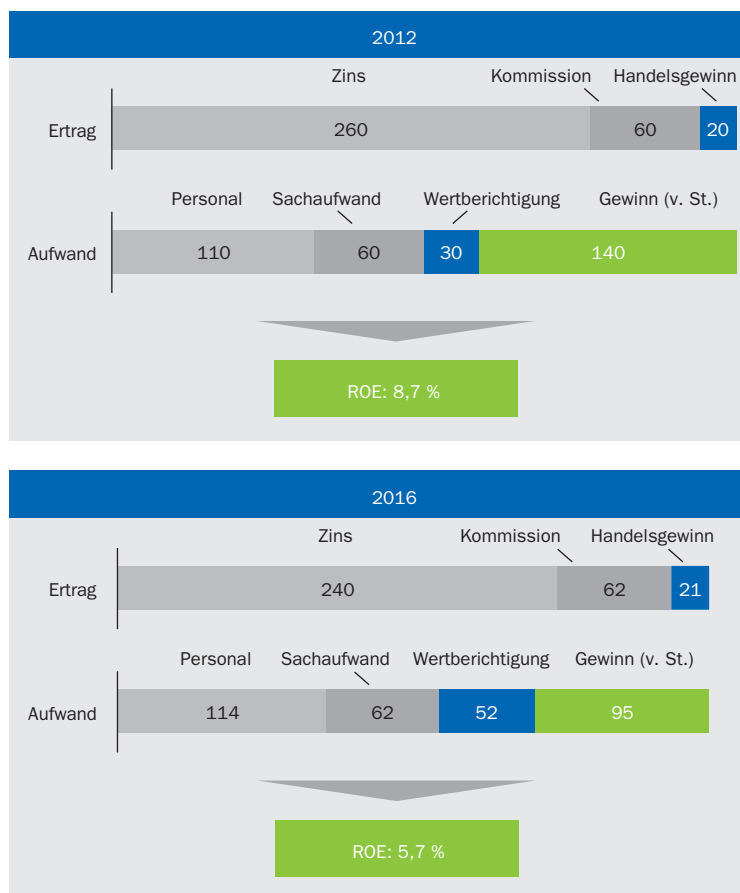 2012
Zins Kommission Handelsgewinn
Ertrag 260 60 20
Personal Sachaufwand Wertberichtigung Gewinn (v. St.)
Aufwand 110 60 30 140
ROE: 8,7 %
2016
Zins Kommission Handelsgewinn
Ertrag 240 62 21
Personal Sachaufwand Wertberichtigung Gewinn (v. St.)
Aufwand 114 62 52 95
ROE: 5,7 %